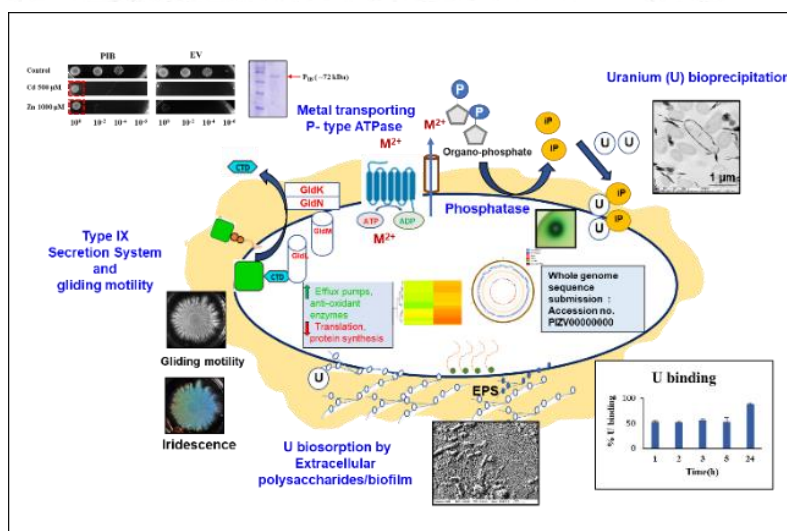 PIB
EV
Control
Cd 500 µM
Zn 1000 µM
10⁰ 10⁻² 10⁻⁴ 10⁻⁶
10⁰ 10⁻² 10⁻⁴ 10⁻⁶
P_IB (~72 kDa)
Metal transporting
P- type ATPase
M²⁺
M²⁺
M²⁺
ATP
ADP
P
P
Organo-phosphate
Phosphatase
iP
iP
U
U
U
iP
U
iP
Uranium (U) bioprecipitation
1 µm
CTD
GldK
GldN
GldM
GldL
CTD
Type IX
Secretion System
and
gliding motility
Gliding motility
Iridescence
Efflux pumps,
anti-oxidant
enzymes
Translation,
protein synthesis
Whole genome
sequence
submission :
Accession no.
PIZV00000000
U
EPS
U biosorption by
Extracellular
polysaccharides/biofilm
U binding
% U binding
100
50
0
1 2 3 5 24
Time(h)